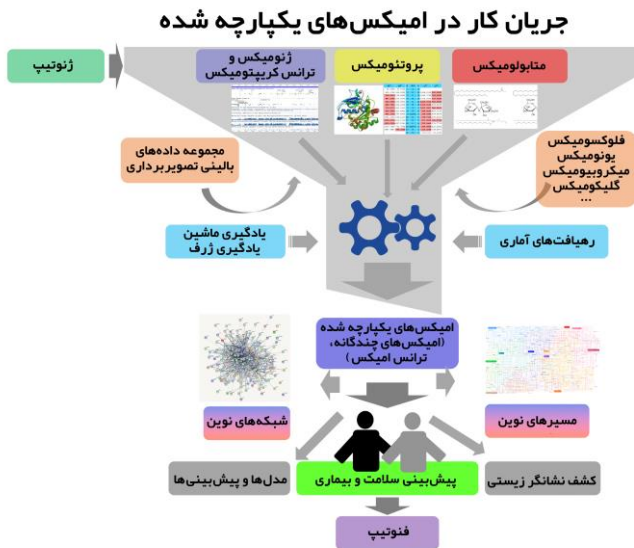 جریان کار در امیکس‌های یکپارچه شده
ژنوتیپ
ژنومیکس و
ترانس کریپتومیکس
پروتئومیکس
متابولومیکس
مجموعه داده‌های
بالینی تصویربرداری
فلوکسومیکس
یونومیکس
میکروبیومیکس
گلیکومیکس
...
یادگیری ماشین
یادگیری ژرف
رهیافت‌های آماری
امیکس‌های یکپارچه شده
(امیکس‌های چندگانه،
ترانس امیکس)
شبکه‌های نوین
مسیرهای نوین
مدل‌ها و پیش‌بینی‌ها
پیش‌بینی سلامت و بیماری
کشف نشانگر زیستی
فنوتیپ